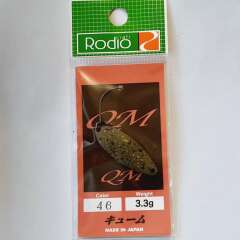 Rodio
QM
QM
Color
46
Weight
3.3g
キューム
MADE IN JAPAN